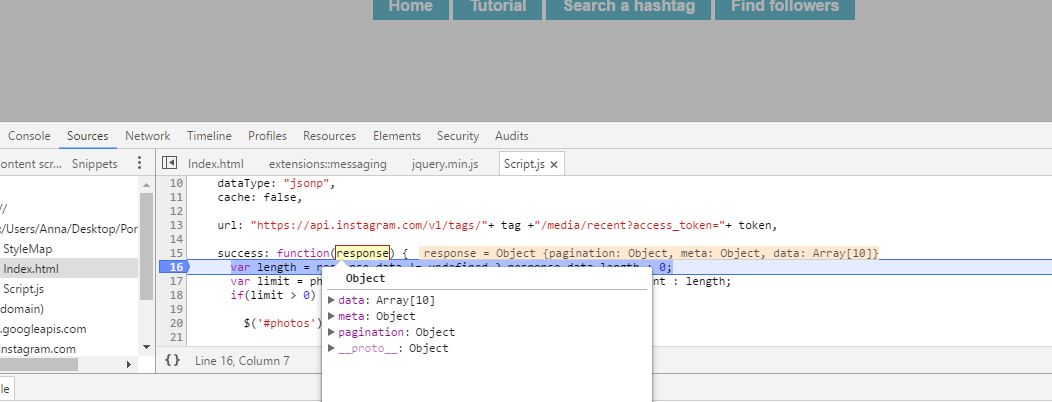 Home Tutorial Search a hashtag Find followers
Console Sources Network Timeline Profiles Resources Elements Security Audits
ontent scr... Snippets
Index.html extensions::messaging jquery.min.js Script.js ×
//
:/Users/Anna/Desktop/Por
StyleMap
Index.html
Script.js
domain)
.googleapis.com
nstagram.com
10 dataType: "jsonp",
11 cache: false,
12
13 url: "https://api.instagram.com/v1/tags/"+ tag +"/media/recent?access_token="+ token,
14
15 success: function(response) { response = Object {pagination: Object, meta: Object, data: Array[10]}
16 var length = response.data != undefined ? response.data.length : 0;
17 var limit = ph nt : length;
18 if(limit > 0)
19
20 $('#photos')
21
Object
data: Array[10]
meta: Object
pagination: Object
__proto__: Object
{} Line 16, Column 7
le